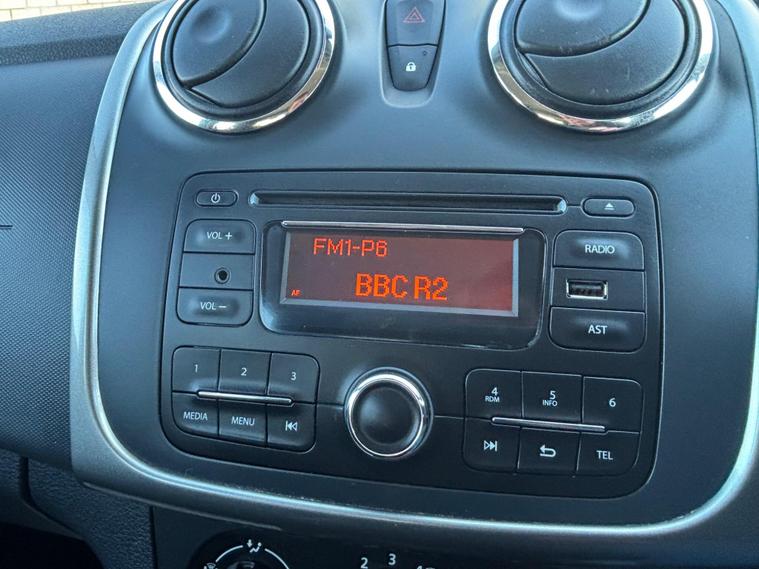 FM1-P6
BBC R2
AF
VOL +
VOL −
RADIO
AST
1 2 3
MEDIA MENU
4 RDM 5 INFO 6
TEL
2 3